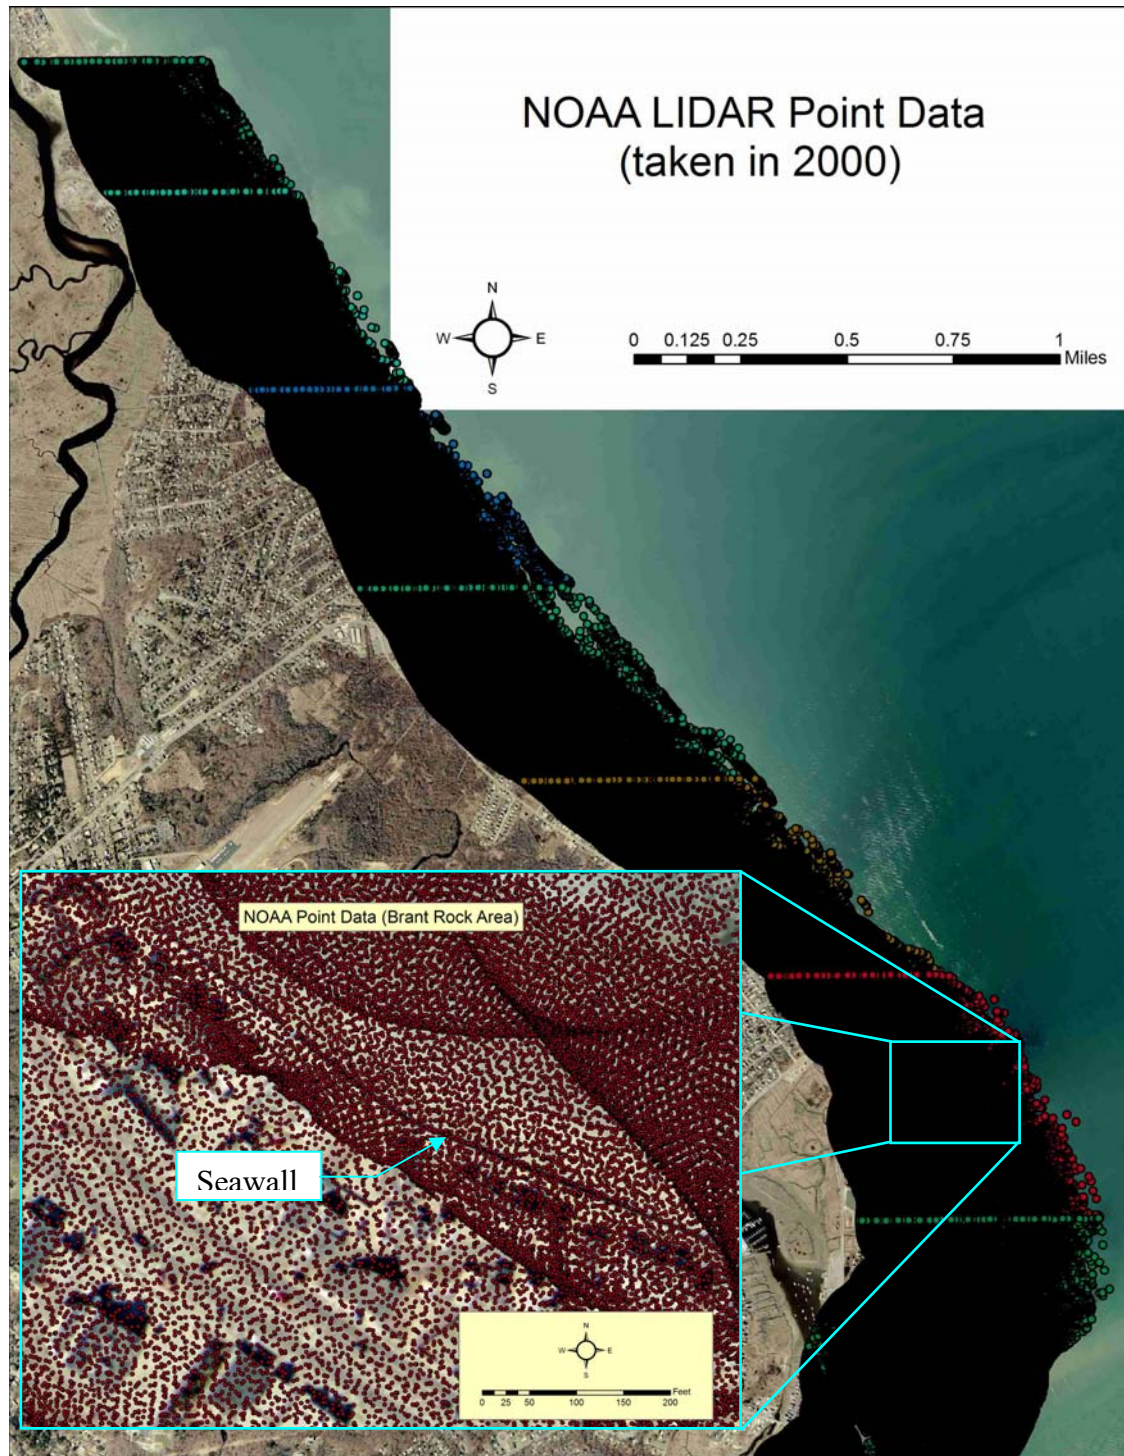 NOAA LIDAR Point Data
(taken in 2000)
N
W E
S
0 0.125 0.25 0.5 0.75 1
Miles
NOAA Point Data (Brant Rock Area)
Seawall
N
W E
S
Feet
0 25 50 100 150 200